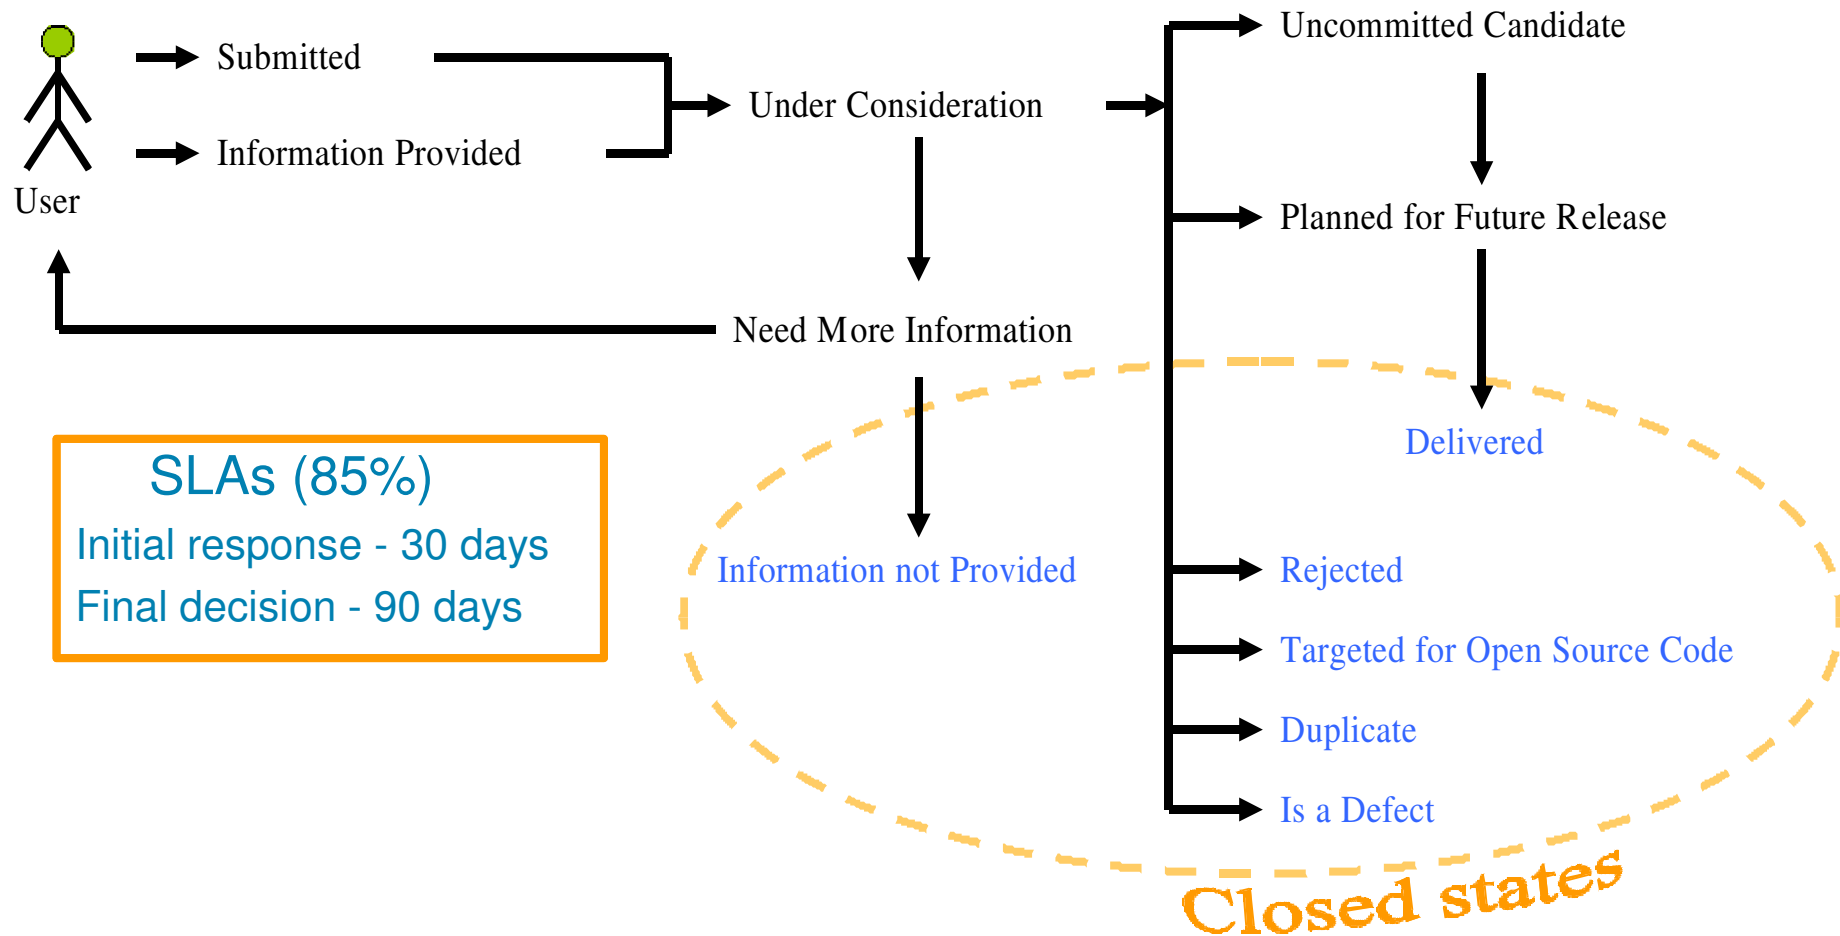 Submitted
Information Provided
User
Under Consideration
Need More Information
Information not Provided
Uncommitted Candidate
Planned for Future Release
Delivered
Rejected
Targeted for Open Source Code
Duplicate
Is a Defect
SLAs (85%)
Initial response - 30 days
Final decision - 90 days
Closed states